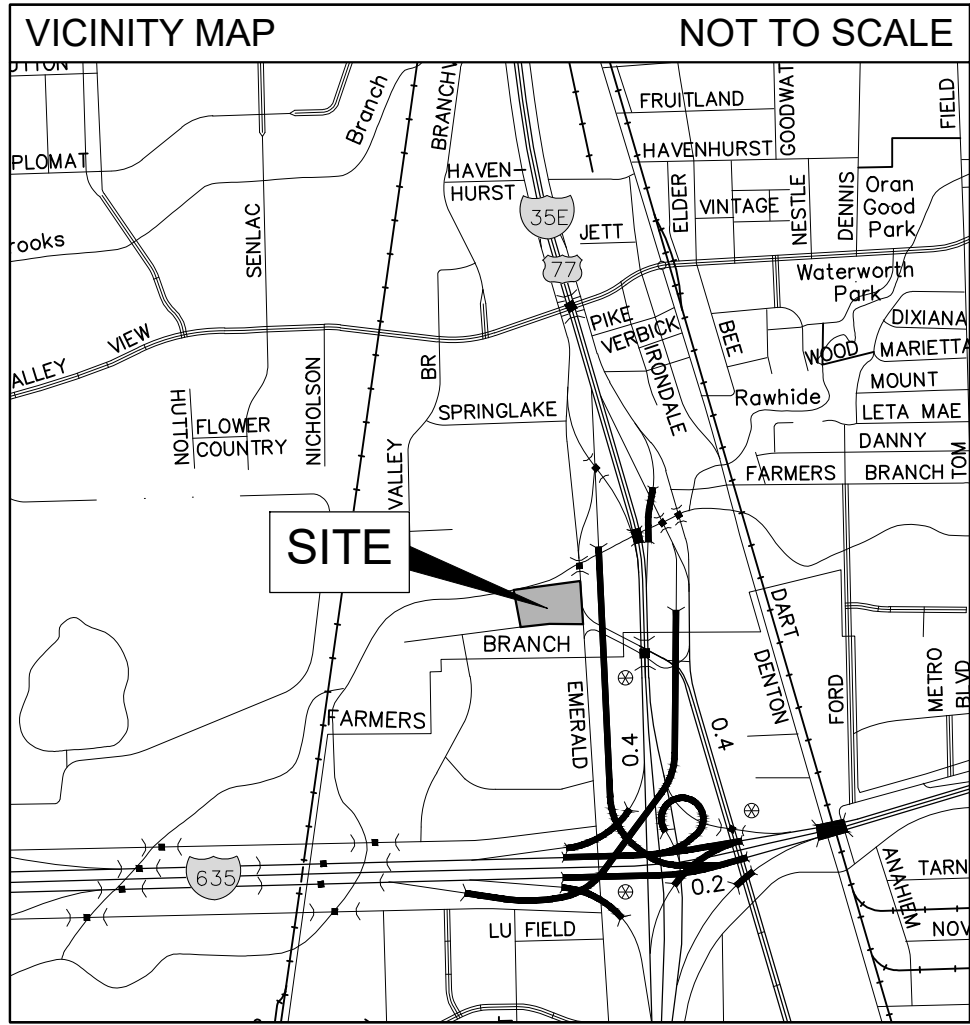 VICINITY MAP
NOT TO SCALE
Branch
BRANCHV
FRUITLAND
GOODWAT
FIELD
PLOMAT
HAVENHURST
HAVEN-
HURST
SENLAC
ELDER
VINTAGE
NESTLE
DENNIS
Oran
Good
Park
35E
JETT
rooks
77
Waterworth
Park
PIKE
VERBICK
IRONDALE
BEE
DIXIANA
WOOD
MARIETTA
ALLEY VIEW
BR
MOUNT
Rawhide
HUTTON
FLOWER
COUNTRY
NICHOLSON
SPRINGLAKE
LETA MAE
DANNY
VALLEY
FARMERS BRANCH
TOM
SITE
BRANCH
DART
DENTON
FORD
METRO
BLVD
FARMERS
EMERALD
0.4
0.4
635
0.2
ANAHIEM
TARN
LU FIELD
NOV